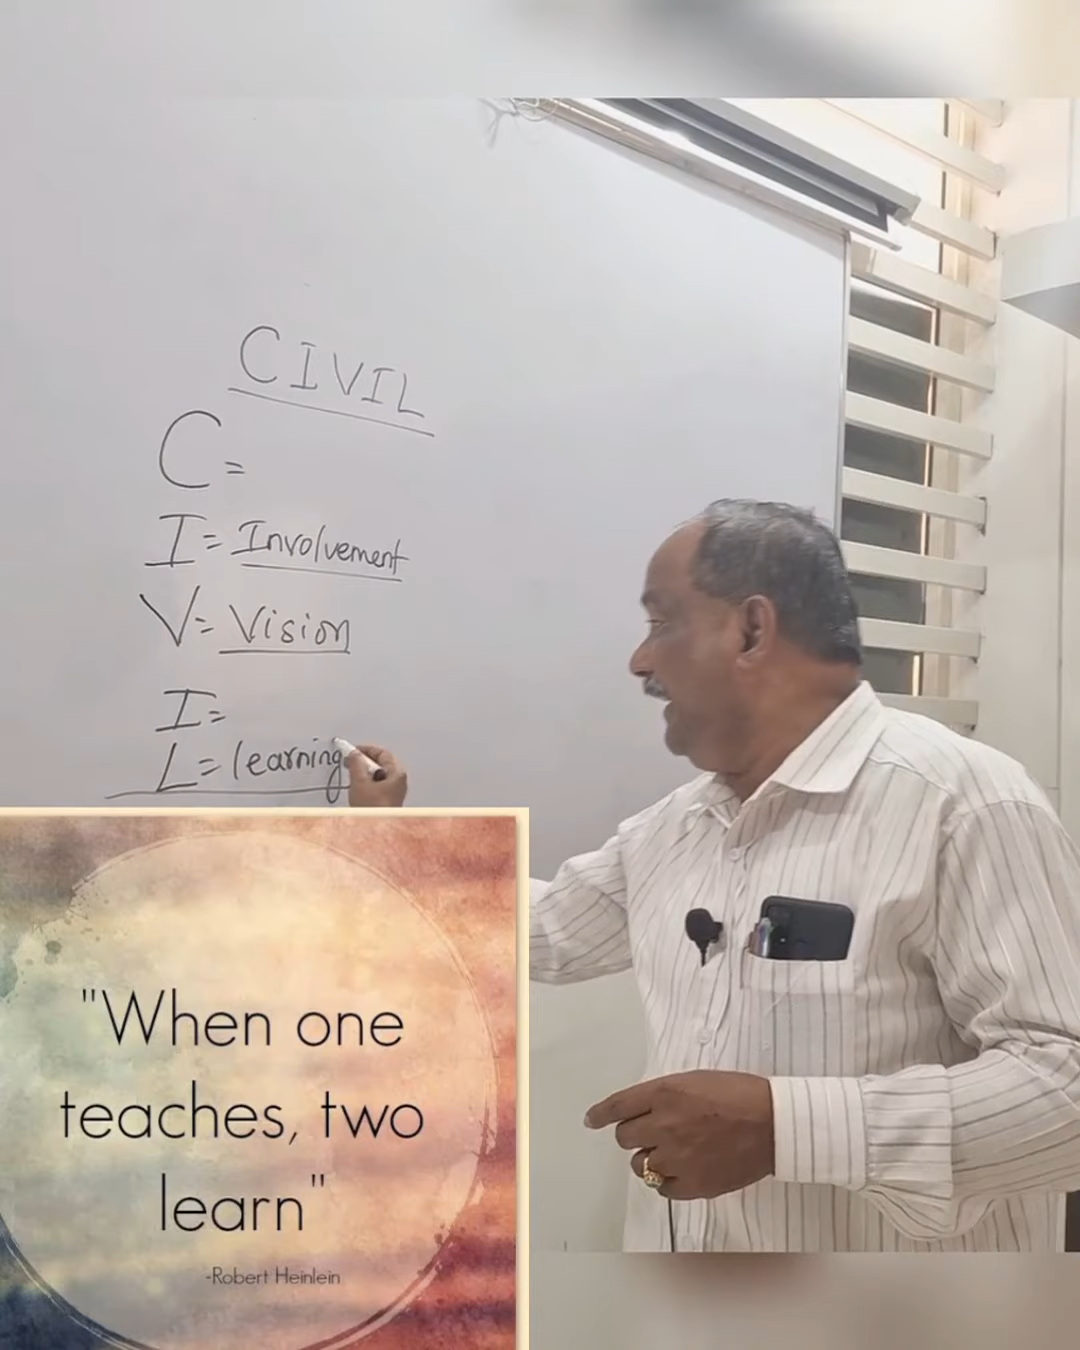 CIVIL
C=
I= Involvement
V= Vision
I=
L= learning
"When one
teaches, two
learn"
-Robert Heinlein